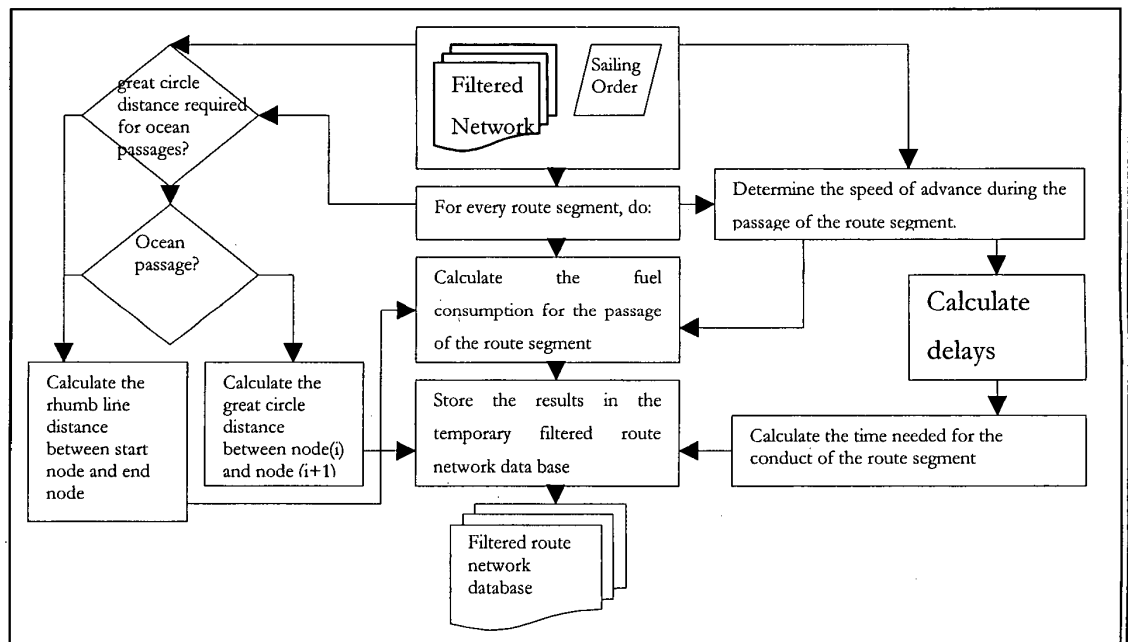 great circle
distance required
for ocean
passages?
Filtered
Network
Sailing
Order
For every route segment, do:
Determine the speed of advance during the
passage of the route segment.
Ocean
passage?
Calculate the fuel
consumption for the passage
of the route segment
Calculate
delays
Calculate the
rhumb line
distance
between start
node and end
node
Calculate the
great circle
distance
between node(i)
and node (i+1)
Store the results in the
temporary filtered route
network data base
Calculate the time needed for the
conduct of the route segment
Filtered route
network
database